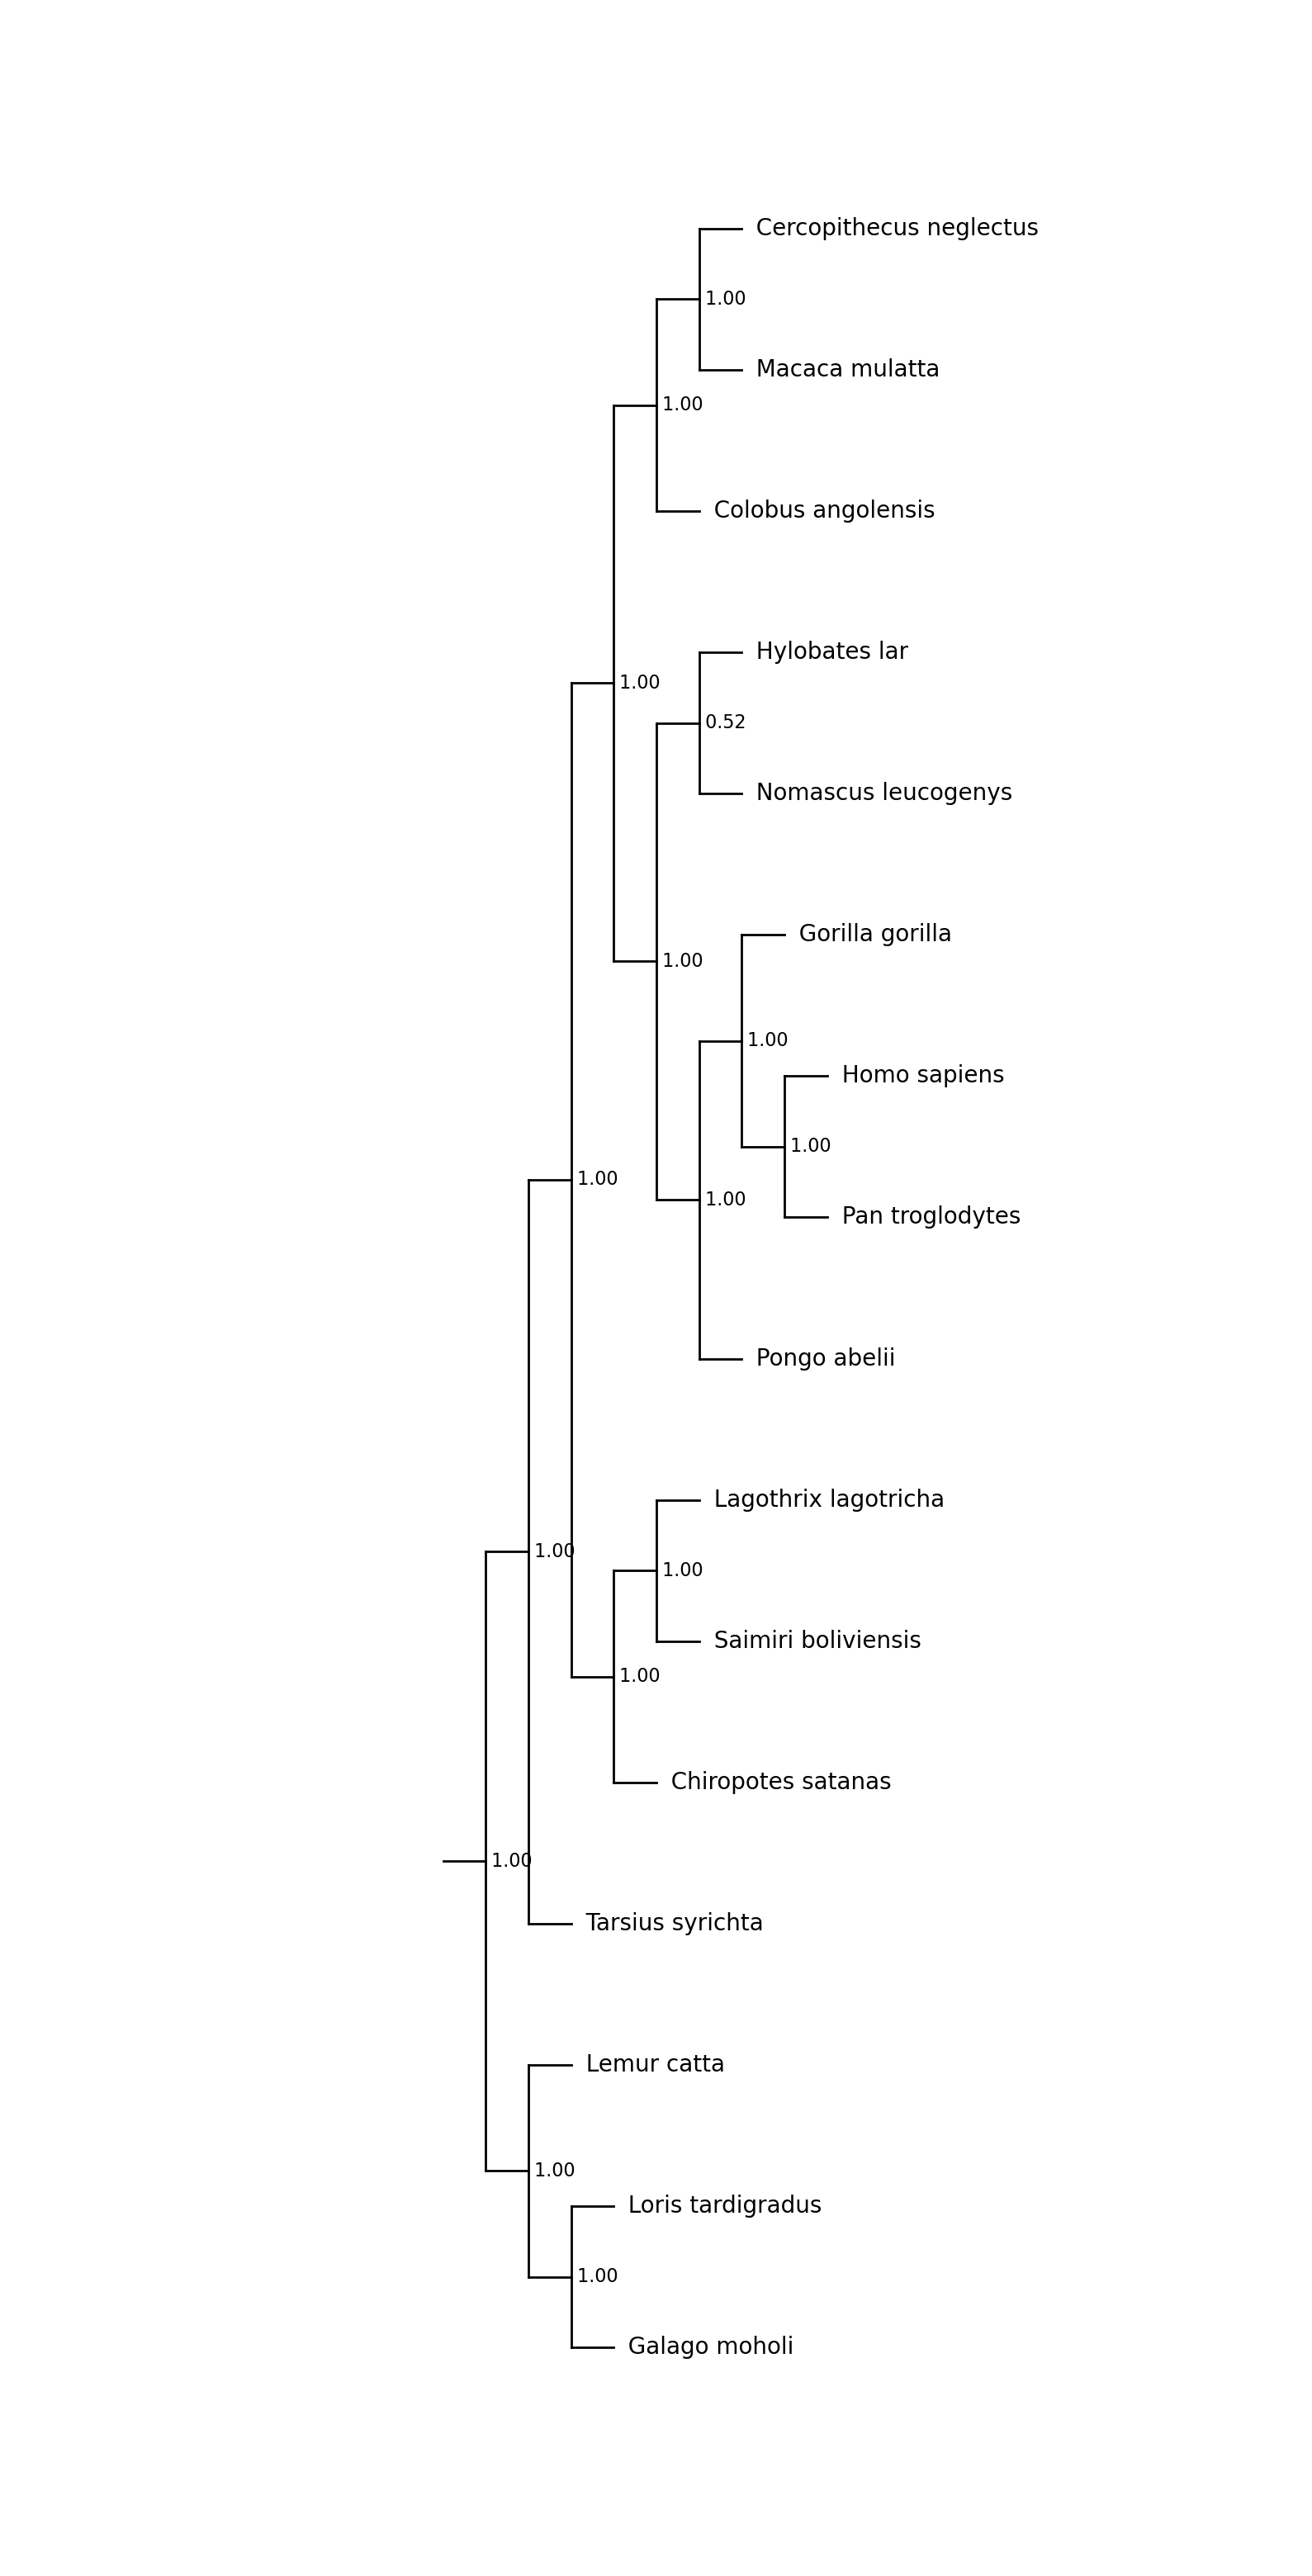 Cercopithecus neglectus
1.00
Macaca mulatta
1.00
Colobus angolensis
Hylobates lar
1.00
0.52
Nomascus leucogenys
Gorilla gorilla
1.00
1.00
Homo sapiens
1.00
1.00
1.00
Pan troglodytes
Pongo abelii
Lagothrix lagotricha
1.00
1.00
Saimiri boliviensis
1.00
Chiropotes satanas
1.00
Tarsius syrichta
Lemur catta
1.00
Loris tardigradus
1.00
Galago moholi